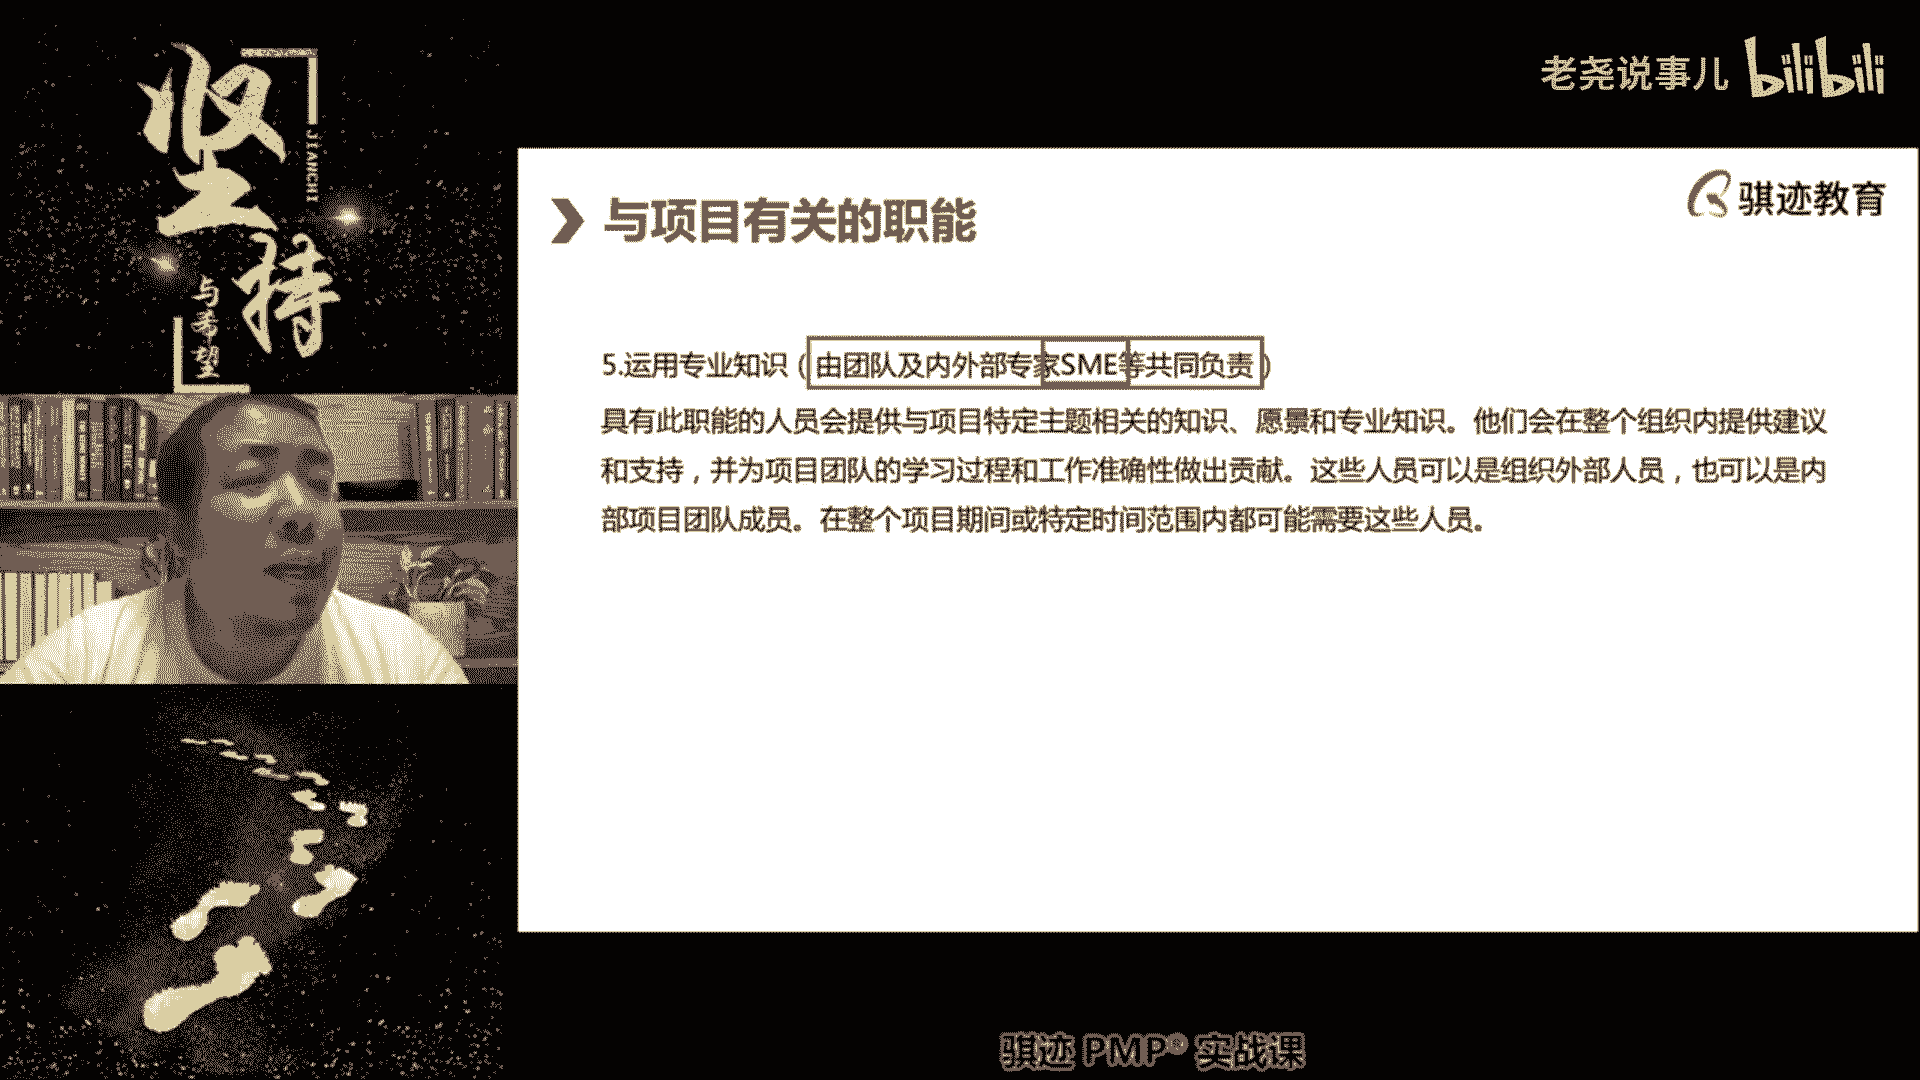 坚持
JIANCHI
与希望
老尧说事儿 bilibili
骐迹教育
与项目有关的职能
5.运用专业知识（由团队及内外部专家SME等共同负责）
具有此职能的人员会提供与项目特定主题相关的知识、愿景和专业知识。他们会在整个组织内提供建议
和支持，并为项目团队的学习过程和工作准确性做出贡献。这些人员可以是组织外部人员，也可以是内
部项目团队成员。在整个项目期间或特定时间范围内都可能需要这些人员。
骐迹 PMP® 实战课